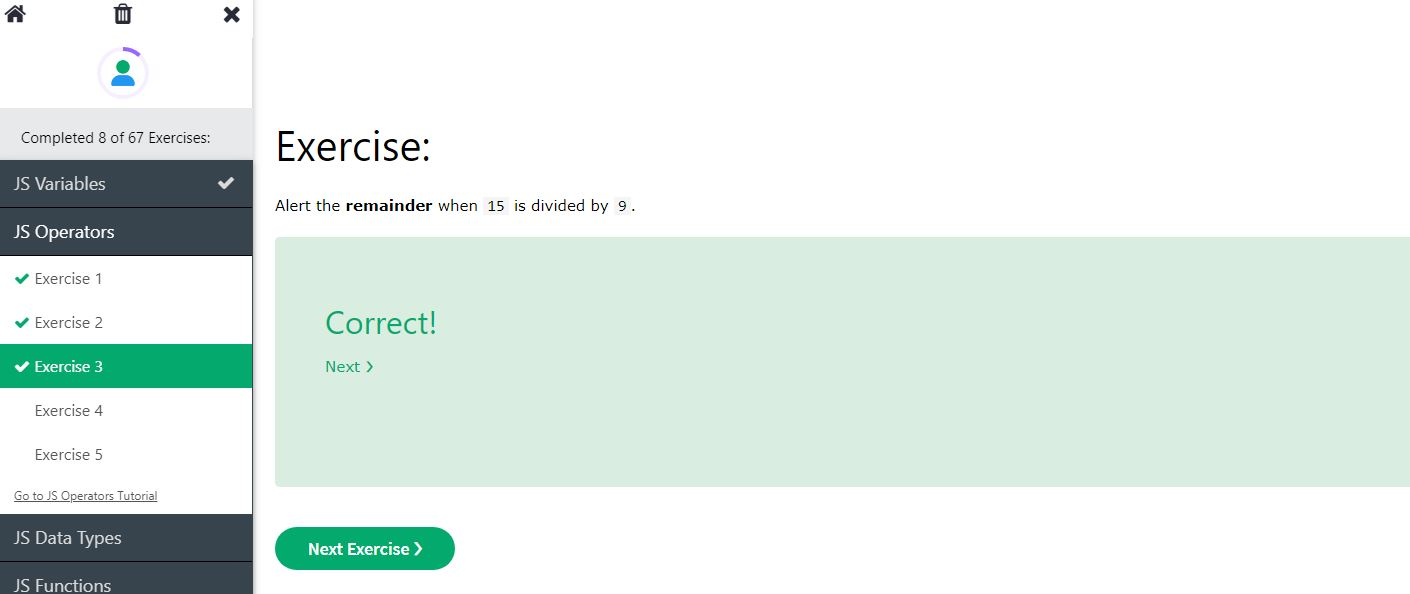 Completed 8 of 67 Exercises:
JS Variables
JS Operators
Exercise 1
Exercise 2
Exercise 3
Exercise 4
Exercise 5
Go to JS Operators Tutorial
JS Data Types
JS Functions
Exercise:
Alert the remainder when 15 is divided by 9.
Correct!
Next ❯
Next Exercise ❯